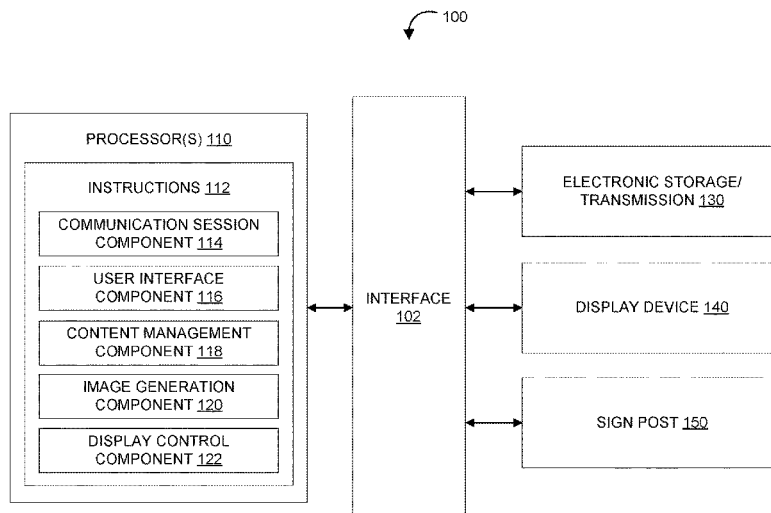 100
PROCESSOR(S) 110
INSTRUCTIONS 112
COMMUNICATION SESSION
COMPONENT 114
USER INTERFACE
COMPONENT 116
CONTENT MANAGEMENT
COMPONENT 118
IMAGE GENERATION
COMPONENT 120
DISPLAY CONTROL
COMPONENT 122
INTERFACE
102
ELECTRONIC STORAGE/
TRANSMISSION 130
DISPLAY DEVICE 140
SIGN POST 150